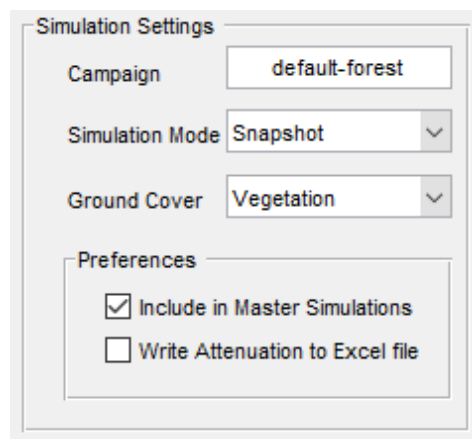 Simulation Settings
Campaign default-forest
Simulation Mode Snapshot
Ground Cover Vegetation
Preferences
Include in Master Simulations
Write Attenuation to Excel file